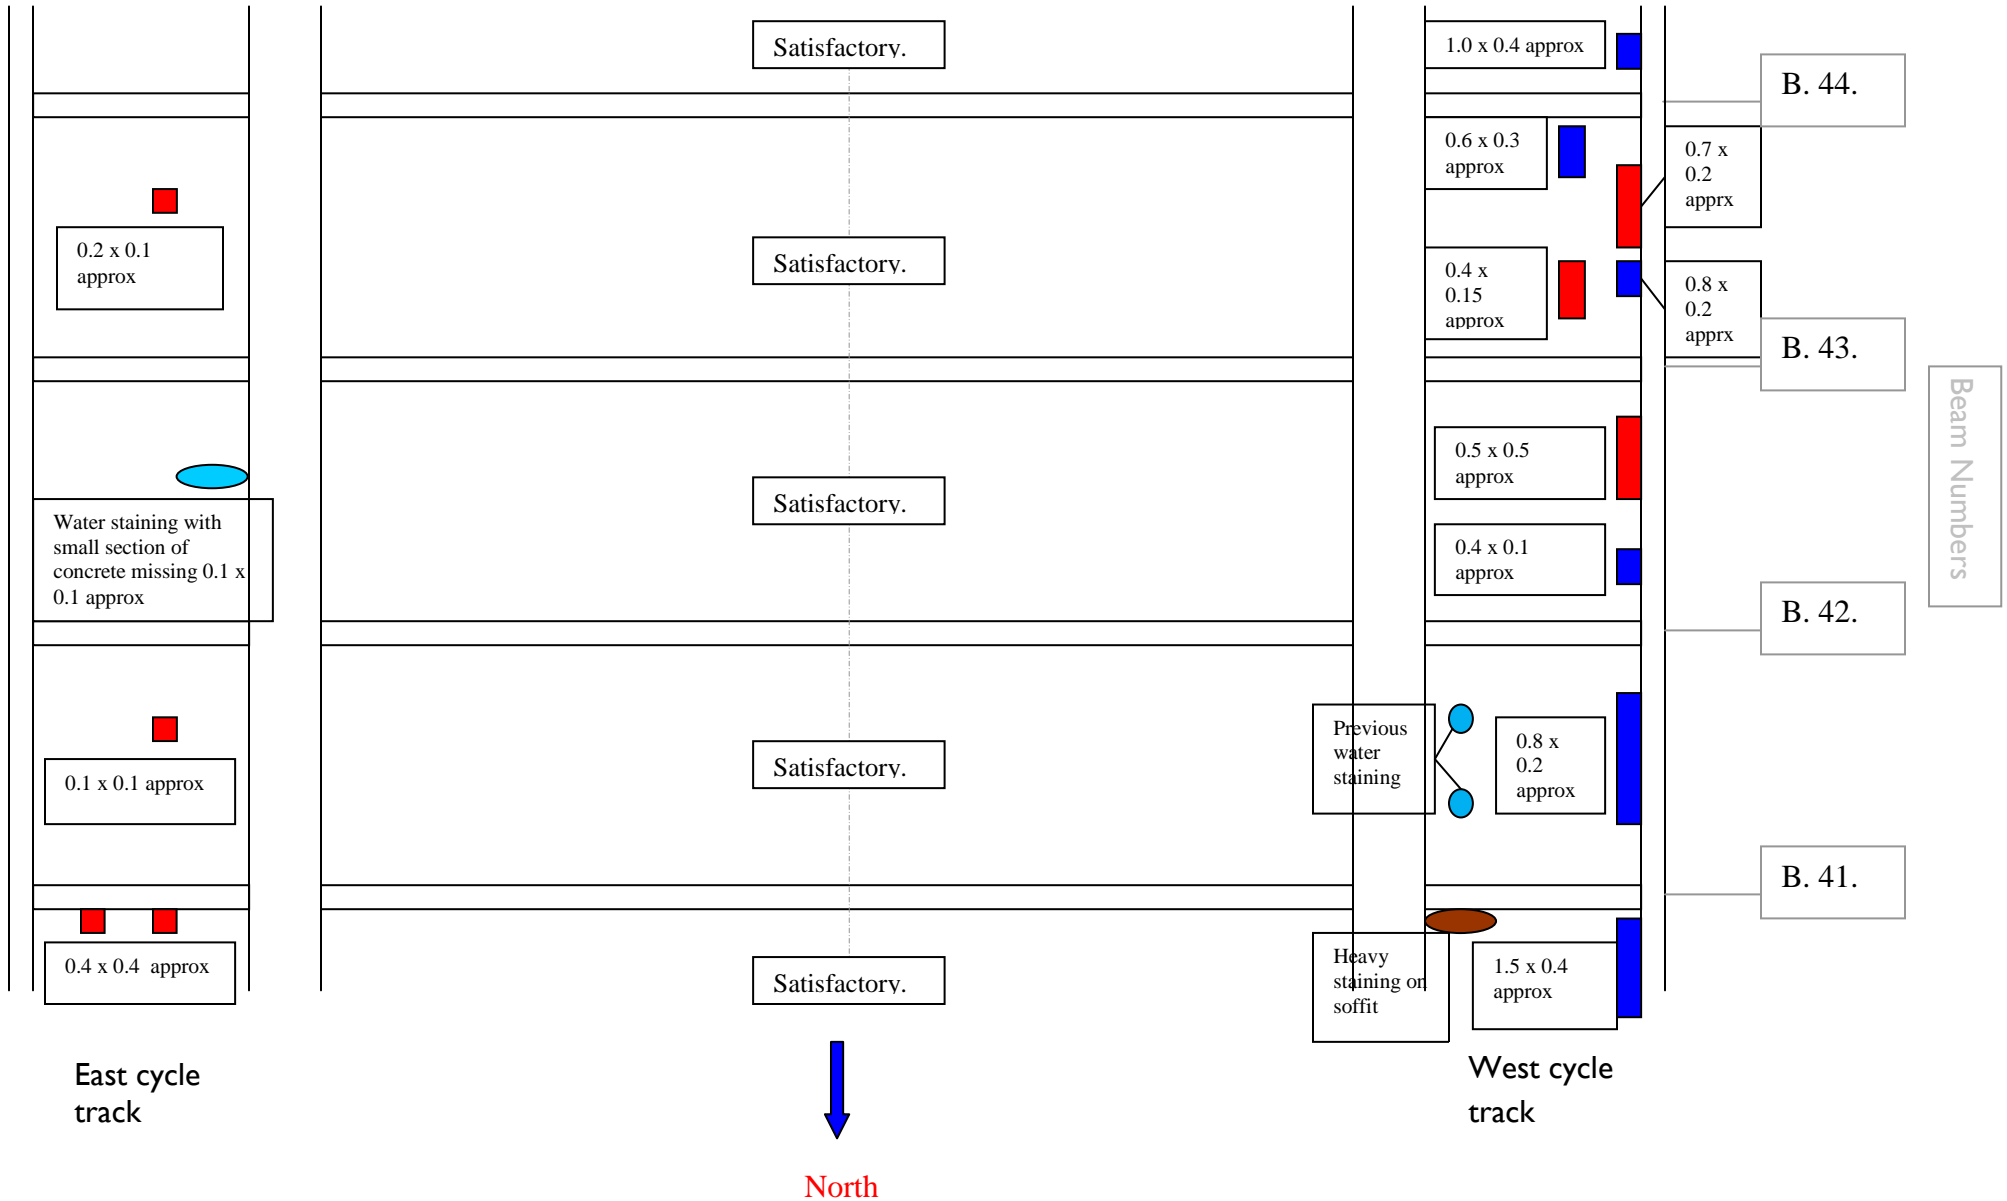 Satisfactory.
1.0 x 0.4 approx
B. 44.
0.6 x 0.3
approx
0.7 x
0.2
apprx
0.2 x 0.1
approx
Satisfactory.
0.4 x
0.15
approx
0.8 x
0.2
apprx
B. 43.
Beam Numbers
0.5 x 0.5
approx
Satisfactory.
Water staining with
small section of
concrete missing 0.1 x
0.1 approx
0.4 x 0.1
approx
B. 42.
Previous
water
staining
0.8 x
0.2
approx
Satisfactory.
0.1 x 0.1 approx
B. 41.
0.4 x 0.4  approx
Satisfactory.
Heavy
staining on
soffit
1.5 x 0.4
approx
East cycle
track
West cycle
track
North